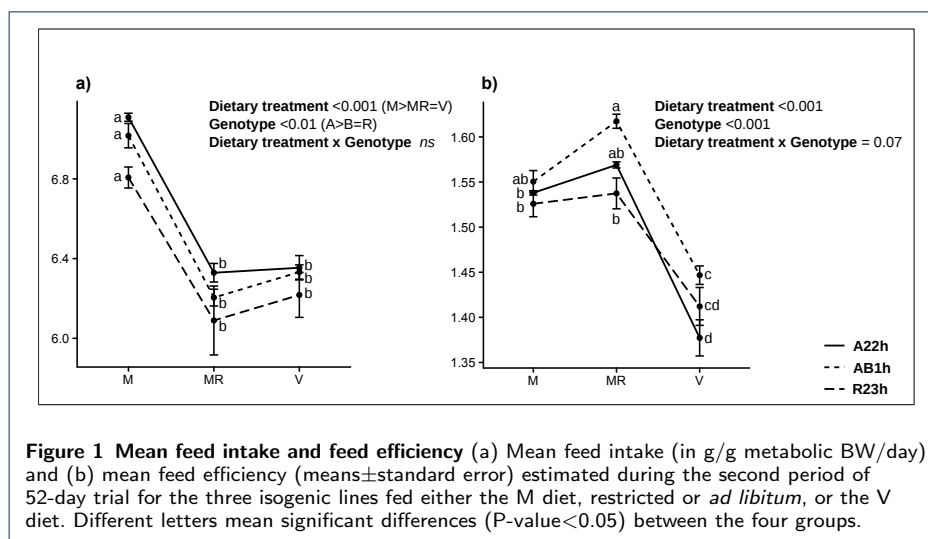 a)
Dietary treatment <0.001 (M>MR=V)
Genotype <0.01 (A>B=R)
Dietary treatment x Genotype ns
a
a
a
6.8
6.4
6.0
b
b
b
b
b
b
M MR V
b)
Dietary treatment <0.001
Genotype <0.001
Dietary treatment x Genotype = 0.07
1.60
1.55
1.50
1.45
1.40
1.35
a
ab
ab
b
b
b
c
cd
d
M MR V
A22h
AB1h
R23h
Figure 1 Mean feed intake and feed efficiency (a) Mean feed intake (in g/g metabolic BW/day)
and (b) mean feed efficiency (means±standard error) estimated during the second period of
52-day trial for the three isogenic lines fed either the M diet, restricted or ad libitum, or the V
diet. Different letters mean significant differences (P-value<0.05) between the four groups.